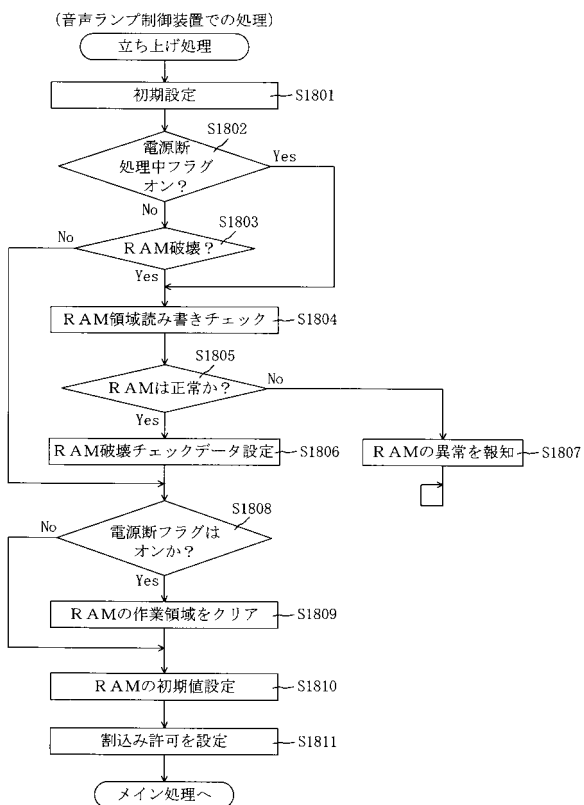 (音声ランプ制御装置での処理)
立ち上げ処理
初期設定
S1801
S1802
電源断
処理中フラグ
オン?
Yes
No
S1803
No
RAM破壊?
Yes
RAM領域読み書きチェック
S1804
S1805
RAMは正常か?
No
Yes
RAM破壊チェックデータ設定
S1806
RAMの異常を報知
S1807
S1808
No
電源断フラグは
オンか?
Yes
RAMの作業領域をクリア
S1809
RAMの初期値設定
S1810
割込み許可を設定
S1811
メイン処理へ